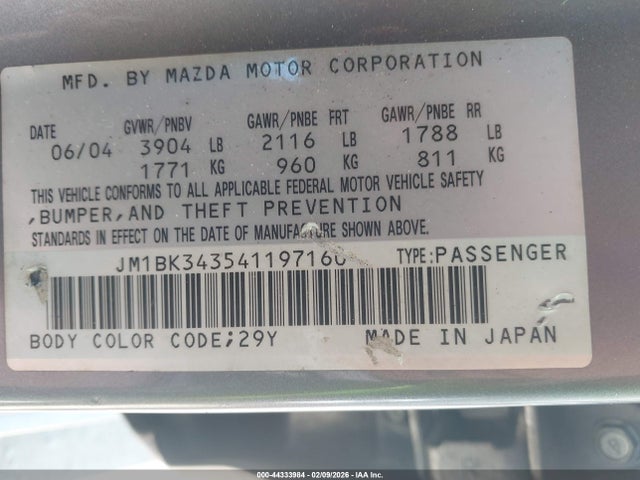 MFD. BY MAZDA MOTOR CORPORATION
DATE GVWR/PNBV GAWR/PNBE FRT GAWR/PNBE RR
06/04 3904 LB 2116 LB 1788 LB
1771 KG 960 KG 811 KG
THIS VEHICLE CONFORMS TO ALL APPLICABLE FEDERAL MOTOR VEHICLE SAFETY
,BUMPER,AND THEFT PREVENTION
STANDARDS IN EFFECT ON THE DATE OF MANUFACTURE SHOWN ABOVE.
JM1BK343541197160 TYPE:PASSENGER
BODY COLOR CODE;29Y MADE IN JAPAN
000-44333984 | 02/09/2026 | IAA Inc.